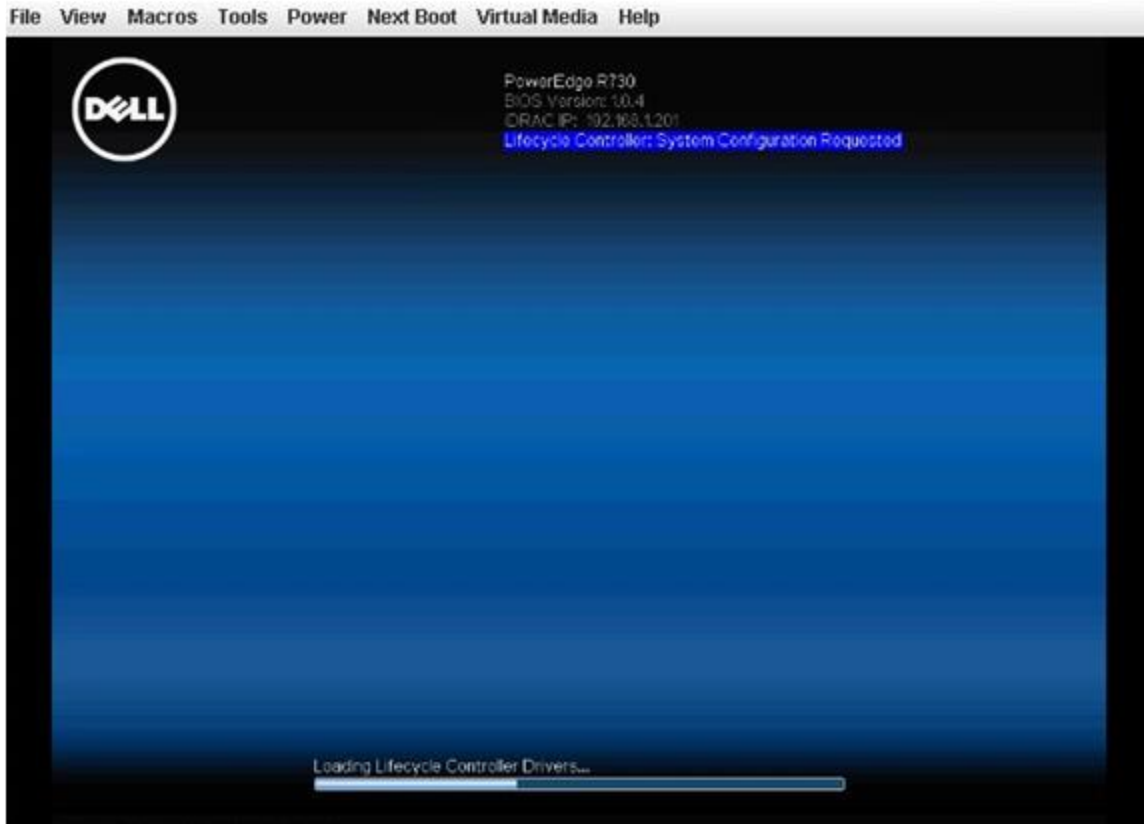 File View Macros Tools Power Next Boot Virtual Media Help
DELL
PowerEdge R730
BIOS Version: 1.0.4
iDRAC IP: 192.168.1.201
Lifecycle Controller: System Configuration Requested
Loading Lifecycle Controller Drivers...